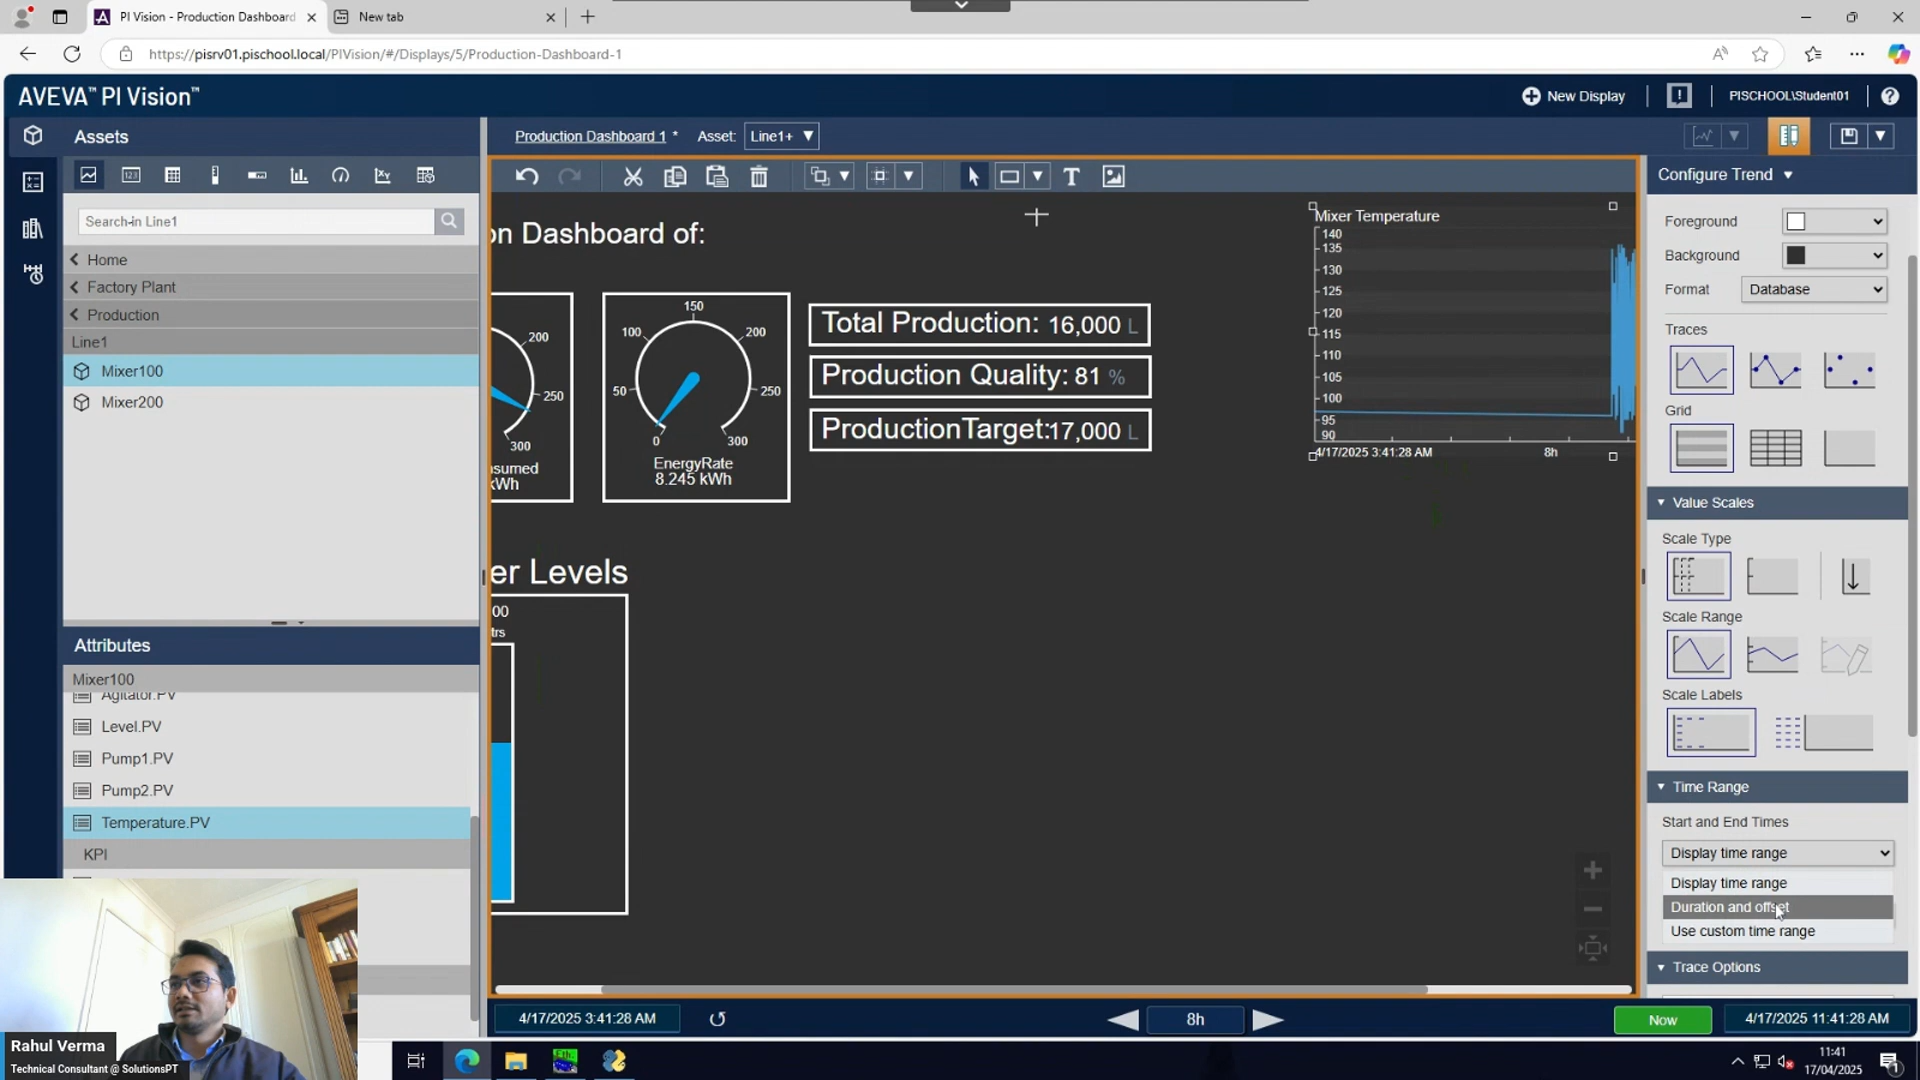 PI Vision - Production Dashboard
New tab
https://pisrv01.pischool.local/PIVision/#/Displays/5/Production-Dashboard-1
AVEVA™ PI Vision™
New Display
PISCHOOL\Student01
Assets
Production Dashboard 1 *
Asset:
Line1+
Configure Trend
Search in Line1
Home
Factory Plant
Production
Line1
Mixer100
Mixer200
Attributes
Mixer100
Agitator.PV
Level.PV
Pump1.PV
Pump2.PV
Temperature.PV
KPI
on Dashboard of:
200
250
300
sumed
kWh
150
100
200
50
250
0
300
EnergyRate
8.245 kWh
Total Production: 16,000 L
Production Quality: 81 %
ProductionTarget:17,000 L
er Levels
00
trs
Mixer Temperature
140
135
130
125
120
115
110
105
100
95
90
4/17/2025 3:41:28 AM
8h
Foreground
Background
Format
Database
Traces
Grid
Value Scales
Scale Type
Scale Range
Scale Labels
Time Range
Start and End Times
Display time range
Display time range
Duration and offset
Use custom time range
Trace Options
4/17/2025 3:41:28 AM
8h
Now
4/17/2025 11:41:28 AM
Rahul Verma
Technical Consultant @ SolutionsPT
11:41
17/04/2025
1